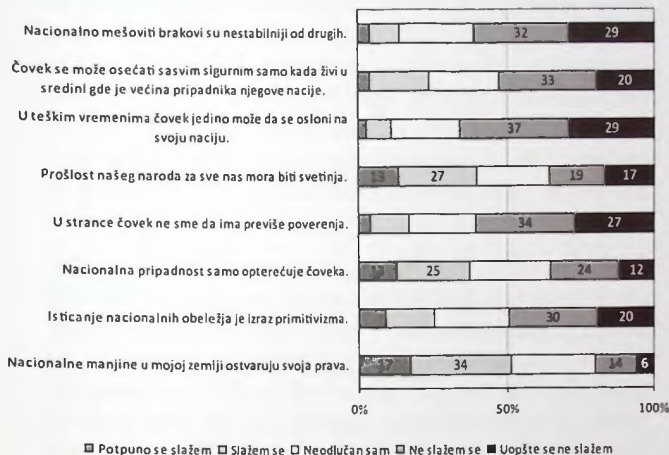 Nacionalno mešoviti brakovi su nestabilniji od drugih.
32 29
Čovek se može osećati sasvim sigurnim samo kada živi u
sredini gde je većina pripadnika njegove nacije.
33 20
U teškim vremenima čovek jedino može da se osloni na
svoju naciju.
37 29
Prošlost našeg naroda za sve nas mora biti svetinja.
13 27 19 17
U strance čovek ne sme da ima previše poverenja.
34 27
Nacionalna pripadnost samo opterećuje čoveka.
25 24 12
Isticanje nacionalnih obeležja je izraz primitivizma.
30 20
Nacionalne manjine u mojoj zemlji ostvaruju svoja prava.
17 34 14 6
0% 50% 100%
Potpuno se slažem Slažem se Neodlučan sam Ne slažem se Uopšte se ne slažem